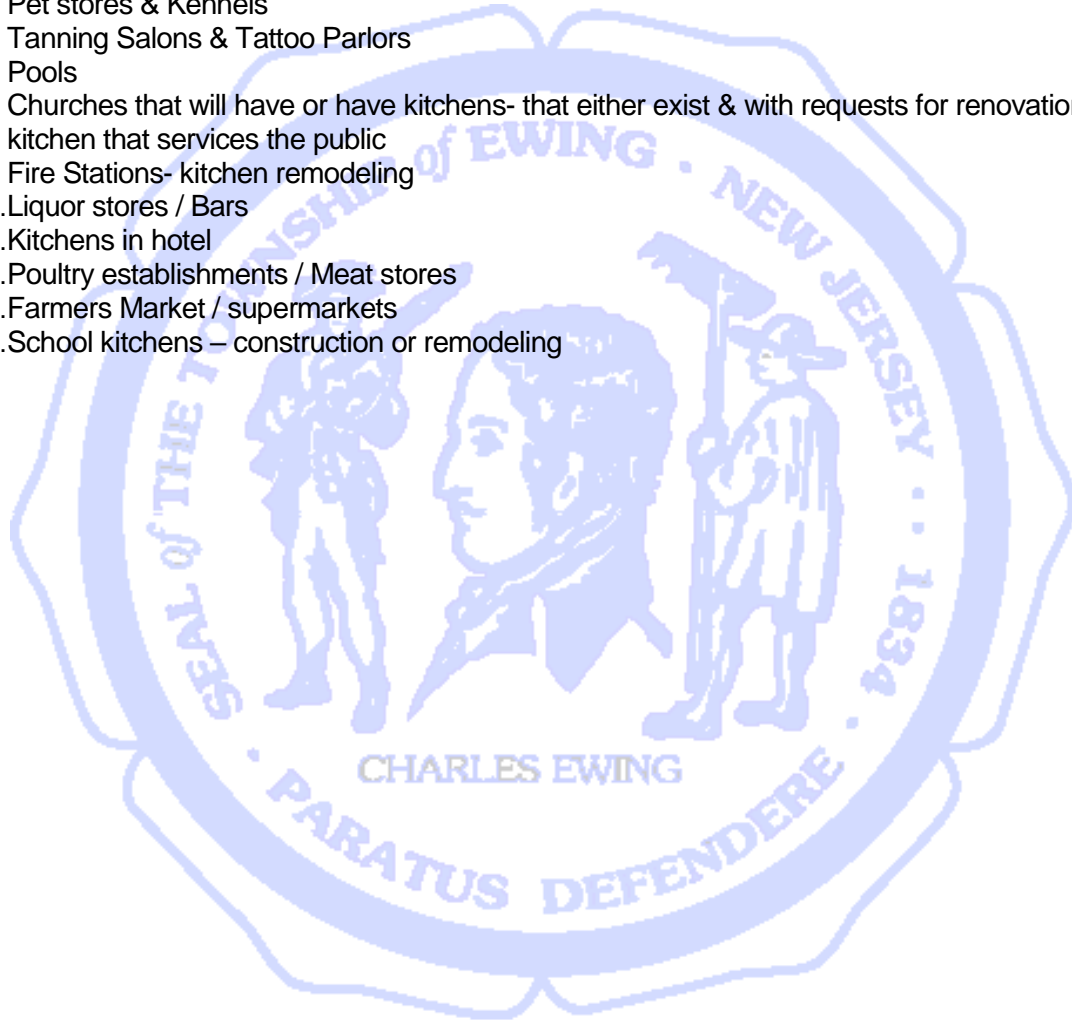 Pet stores & Kennels
Tanning Salons & Tattoo Parlors
Pools
Churches that will have or have kitchens- that either exist & with requests for renovation
kitchen that services the public
Fire Stations- kitchen remodeling
.Liquor stores / Bars
.Kitchens in hotel
.Poultry establishments / Meat stores
.Farmers Market / supermarkets
.School kitchens – construction or remodeling
SEAL of THE TOWNSHIP of EWING · NEW JERSEY · · 1834 ·
CHARLES EWING
· PARATUS DEFENDERE